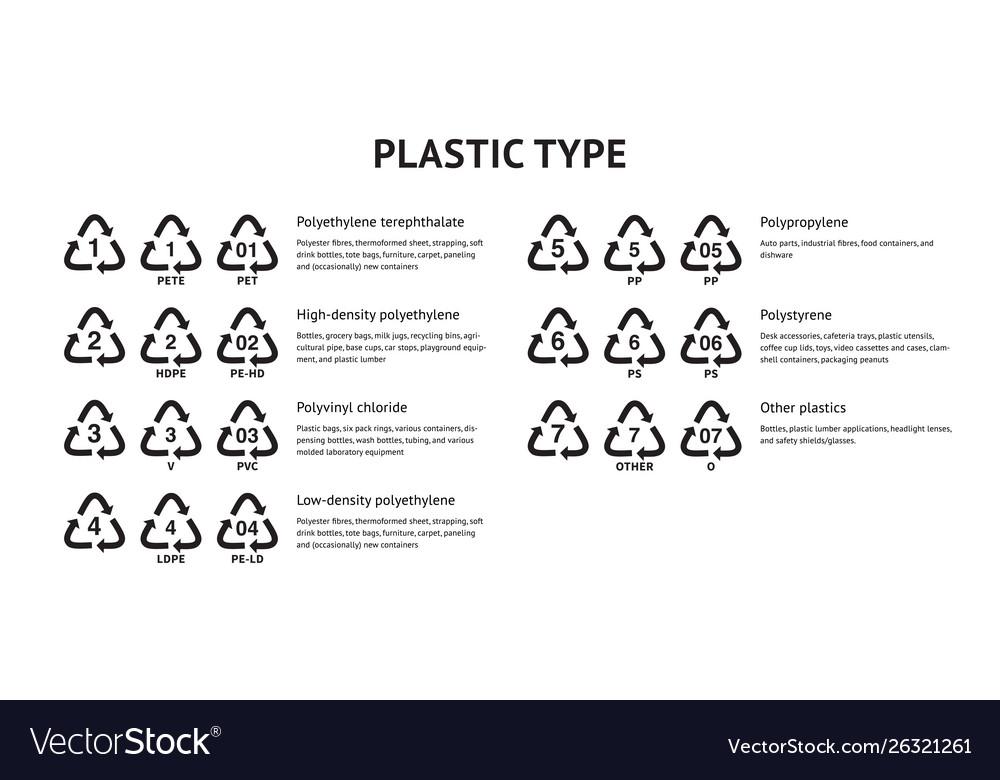 PLASTIC TYPE
1 1 01
PETE PET
Polyethylene terephthalate
Polyester fibres, thermoformed sheet, strapping, soft
drink bottles, tote bags, furniture, carpet, paneling
and (occasionally) new containers
2 2 02
HDPE PE-HD
High-density polyethylene
Bottles, grocery bags, milk jugs, recycling bins, agri-
cultural pipe, base cups, car stops, playground equip-
ment, and plastic lumber
3 3 03
V PVC
Polyvinyl chloride
Plastic bags, six pack rings, various containers, dis-
pensing bottles, wash bottles, tubing, and various
molded laboratory equipment
4 4 04
LDPE PE-LD
Low-density polyethylene
Polyester fibres, thermoformed sheet, strapping, soft
drink bottles, tote bags, furniture, carpet, paneling
and (occasionally) new containers
5 5 05
PP PP
Polypropylene
Auto parts, industrial fibres, food containers, and
dishware
6 6 06
PS PS
Polystyrene
Desk accessories, cafeteria trays, plastic utensils,
coffee cup lids, toys, video cassettes and cases, clam-
shell containers, packaging peanuts
7 7 07
OTHER O
Other plastics
Bottles, plastic lumber applications, headlight lenses,
and safety shields/glasses.
VectorStock®
VectorStock.com/26321261